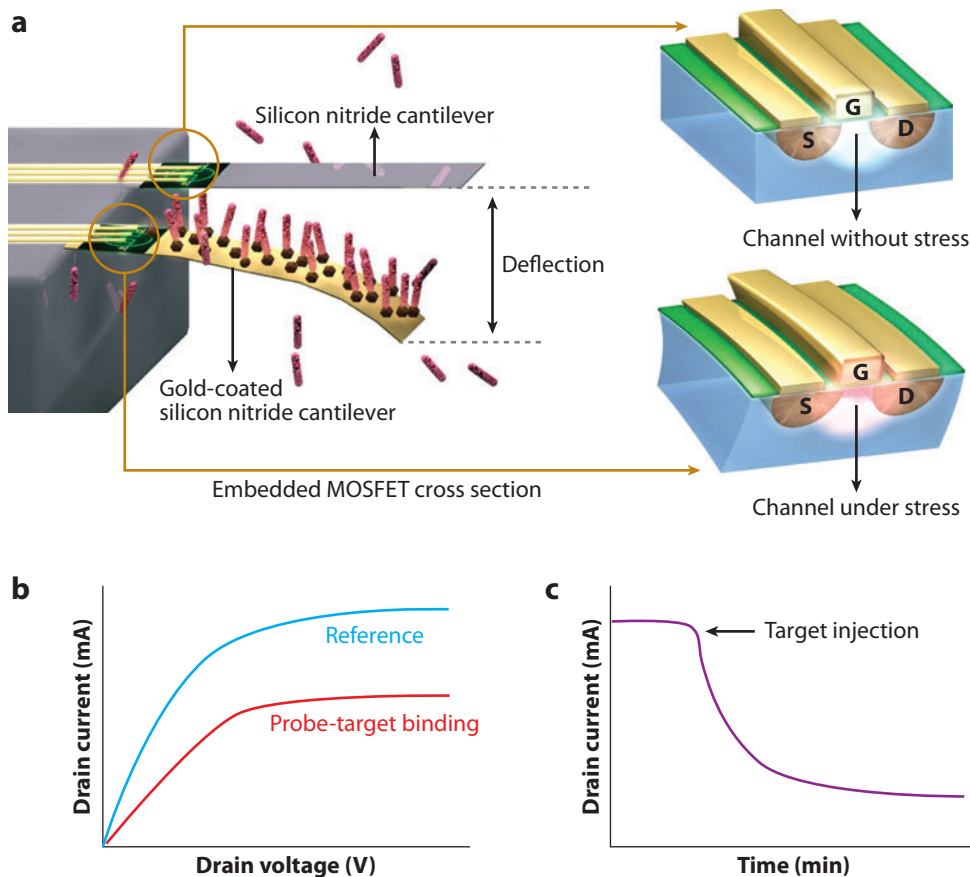 a
Silicon nitride
cantilever
G
S
D
Channel without stress
Deflection
G
S
D
Gold-coated
silicon nitride cantilever
Embedded MOSFET cross section
Channel under stress
b
Drain current (mA)
Reference
Probe-target binding
Drain voltage (V)
c
Drain current (mA)
Target injection
Time (min)